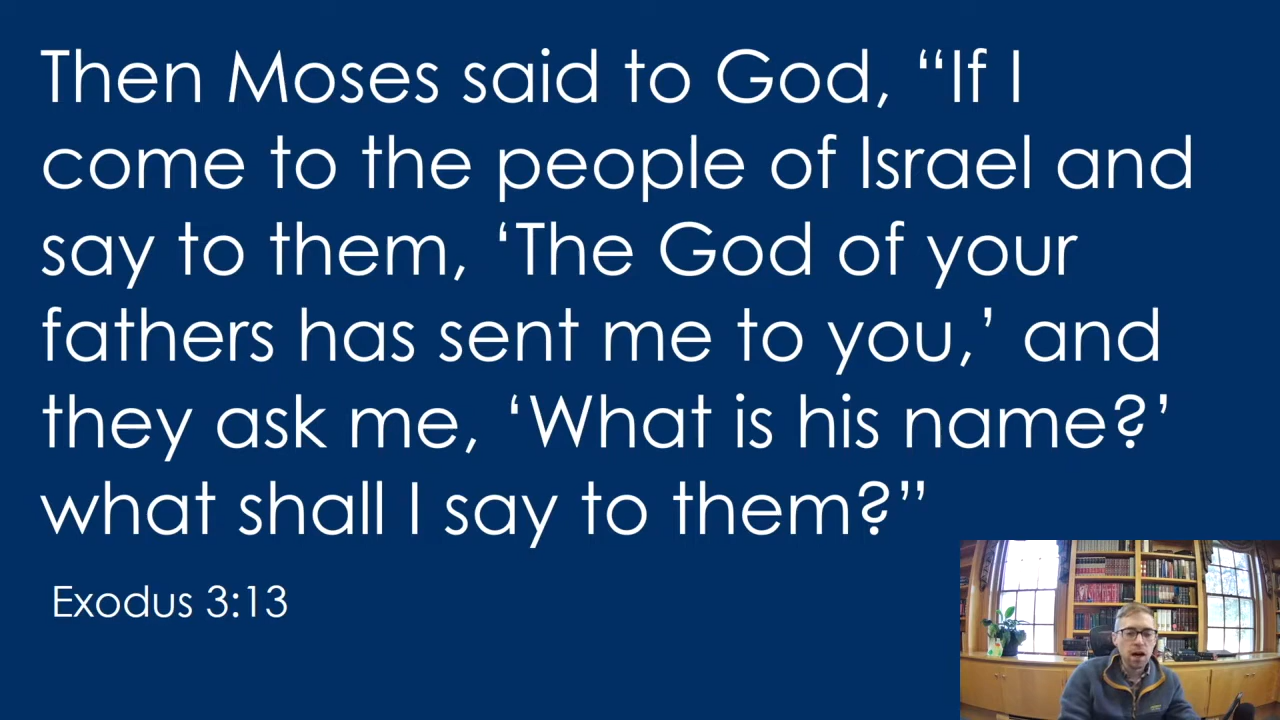 Then Moses said to God, “If I
come to the people of Israel and
say to them, ‘The God of your
fathers has sent me to you,’ and
they ask me, ‘What is his name?’
what shall I say to them?”
Exodus 3:13